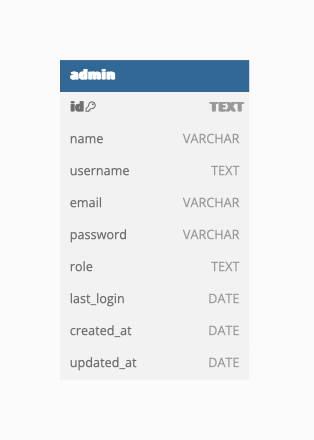 admin
id TEXT
name VARCHAR
username TEXT
email VARCHAR
password VARCHAR
role TEXT
last_login DATE
created_at DATE
updated_at DATE